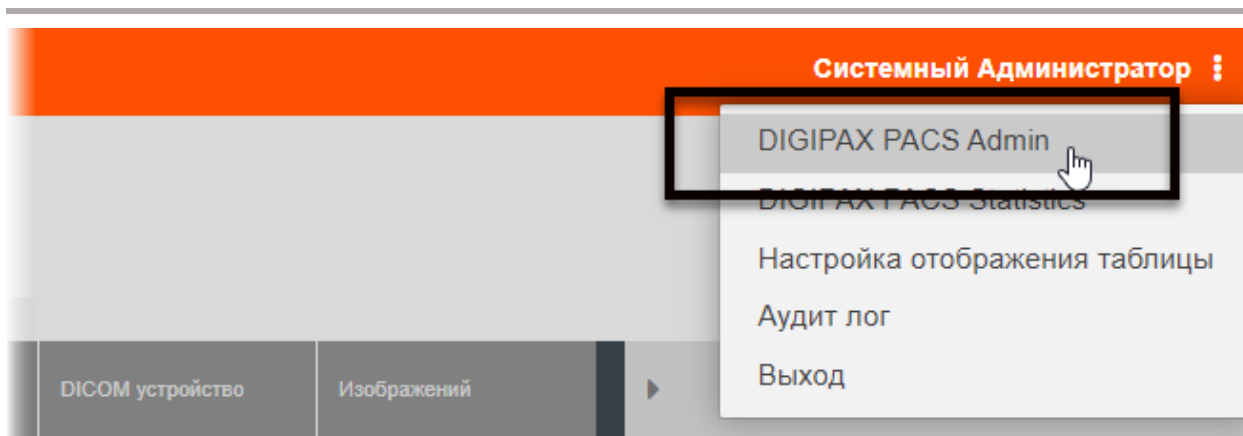 Системный Администратор
DIGIPAX PACS Admin
DIGIPAX PACS Statistics
Настройка отображения таблицы
Аудит лог
Выход
DICOM устройство
Изображений